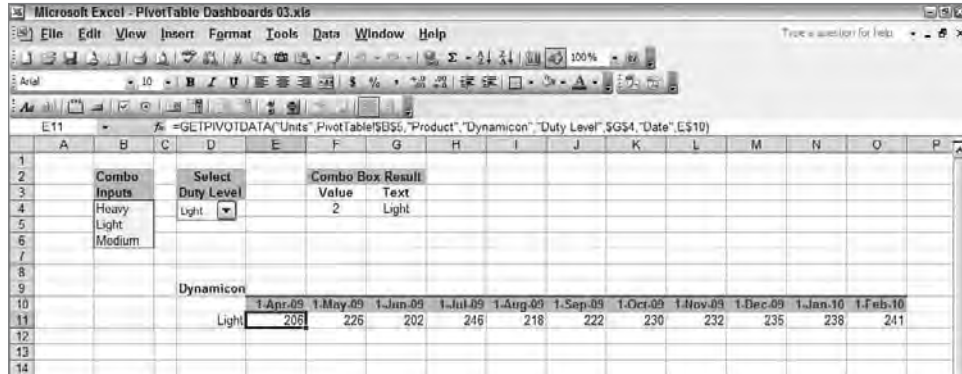 Microsoft Excel - PivotTable Dashboards 03.xls
File Edit View Insert Format Tools Data Window Help Type a question for help
100%
Arial 10 B I U $ % A
Aa
E11 fx =GETPIVOTDATA("Units",PivotTable!$B$5,"Product","Dynamicon","Duty Level",$G$4,"Date",E$10)
A B C D E F G H I J K L M N O P
1
2 Combo Select Combo Box Result
3 Inputs Duty Level Value Text
4 Heavy Light 2 Light
5 Light
6 Medium
7
8
9 Dynamicon
10 1-Apr-09 1-May-09 1-Jun-09 1-Jul-09 1-Aug-09 1-Sep-09 1-Oct-09 1-Nov-09 1-Dec-09 1-Jan-10 1-Feb-10
11 Light 206 226 202 246 218 222 230 232 235 238 241
12
13
14